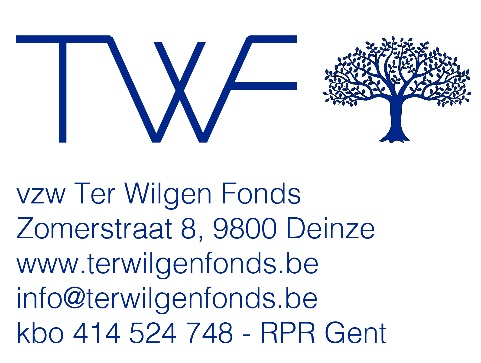 TWF
vzw Ter Wilgen Fonds
Zomerstraat 8, 9800 Deinze
www.terwilgenfonds.be
info@terwilgenfonds.be
kbo 414 524 748 - RPR Gent